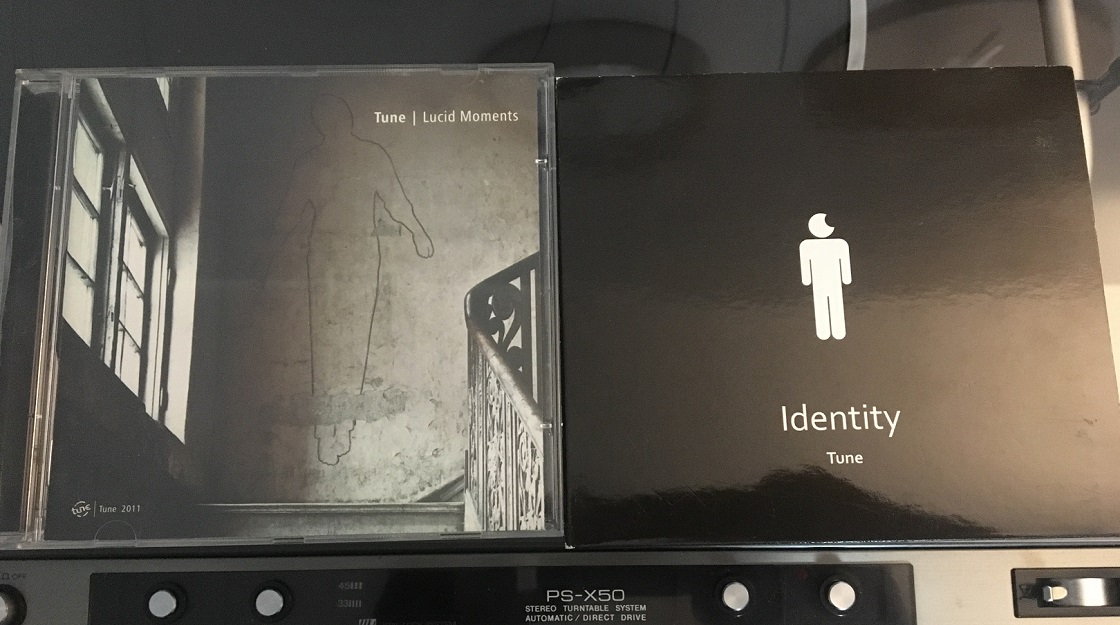 Tune | Lucid Moments
tune | Tune 2011
Identity
Tune
OFF
45
33
PS-X50
STEREO TURNTABLE SYSTEM
AUTOMATIC / DIRECT DRIVE